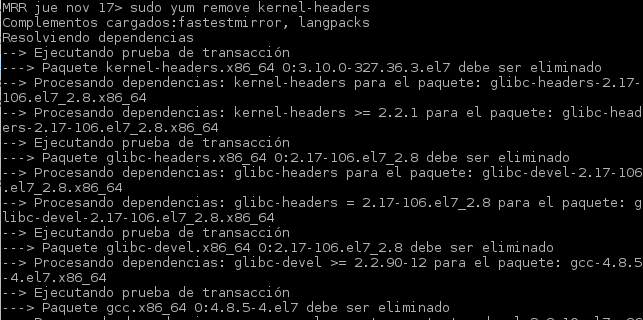 MRR jue nov 17> sudo yum remove kernel-headers
Complementos cargados:fastestmirror, langpacks
Resolviendo dependencias
--> Ejecutando prueba de transacción
---> Paquete kernel-headers.x86_64 0:3.10.0-327.36.3.el7 debe ser eliminado
--> Procesando dependencias: kernel-headers para el paquete: glibc-headers-2.17-
106.el7_2.8.x86_64
--> Procesando dependencias: kernel-headers >= 2.2.1 para el paquete: glibc-head
ers-2.17-106.el7_2.8.x86_64
--> Ejecutando prueba de transacción
---> Paquete glibc-headers.x86_64 0:2.17-106.el7_2.8 debe ser eliminado
--> Procesando dependencias: glibc-headers para el paquete: glibc-devel-2.17-106
.el7_2.8.x86_64
--> Procesando dependencias: glibc-headers = 2.17-106.el7_2.8 para el paquete: g
libc-devel-2.17-106.el7_2.8.x86_64
--> Ejecutando prueba de transacción
---> Paquete glibc-devel.x86_64 0:2.17-106.el7_2.8 debe ser eliminado
--> Procesando dependencias: glibc-devel >= 2.2.90-12 para el paquete: gcc-4.8.5
-4.el7.x86_64
--> Ejecutando prueba de transacción
---> Paquete gcc.x86_64 0:4.8.5-4.el7 debe ser eliminado